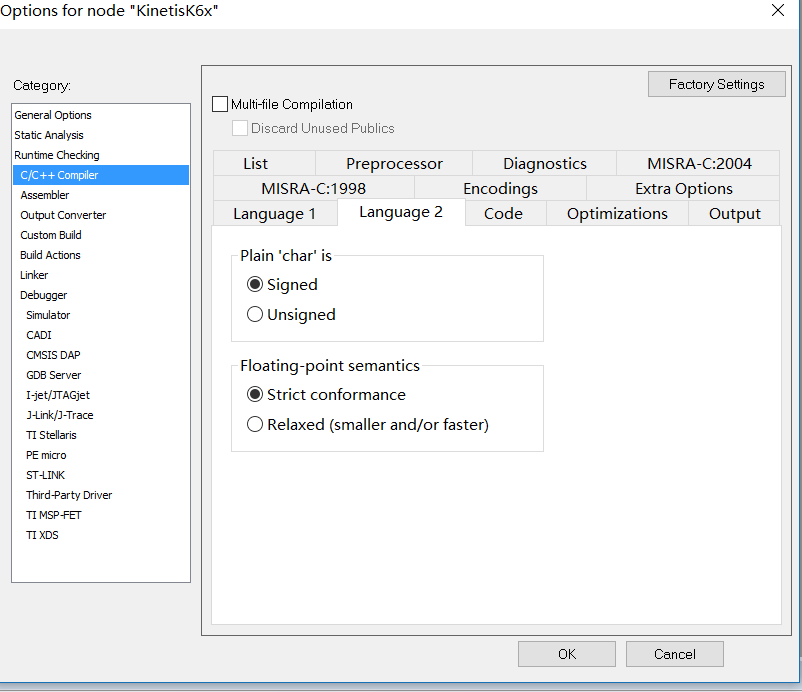 Options for node "KinetisK6x"
Category:
General Options
Static Analysis
Runtime Checking
C/C++ Compiler
Assembler
Output Converter
Custom Build
Build Actions
Linker
Debugger
Simulator
CADI
CMSIS DAP
GDB Server
I-jet/JTAGjet
J-Link/J-Trace
TI Stellaris
PE micro
ST-LINK
Third-Party Driver
TI MSP-FET
TI XDS
Factory Settings
Multi-file Compilation
Discard Unused Publics
List Preprocessor Diagnostics MISRA-C:2004
MISRA-C:1998 Encodings Extra Options
Language 1 Language 2 Code Optimizations Output
Plain 'char' is
Signed
Unsigned
Floating-point semantics
Strict conformance
Relaxed (smaller and/or faster)
OK Cancel